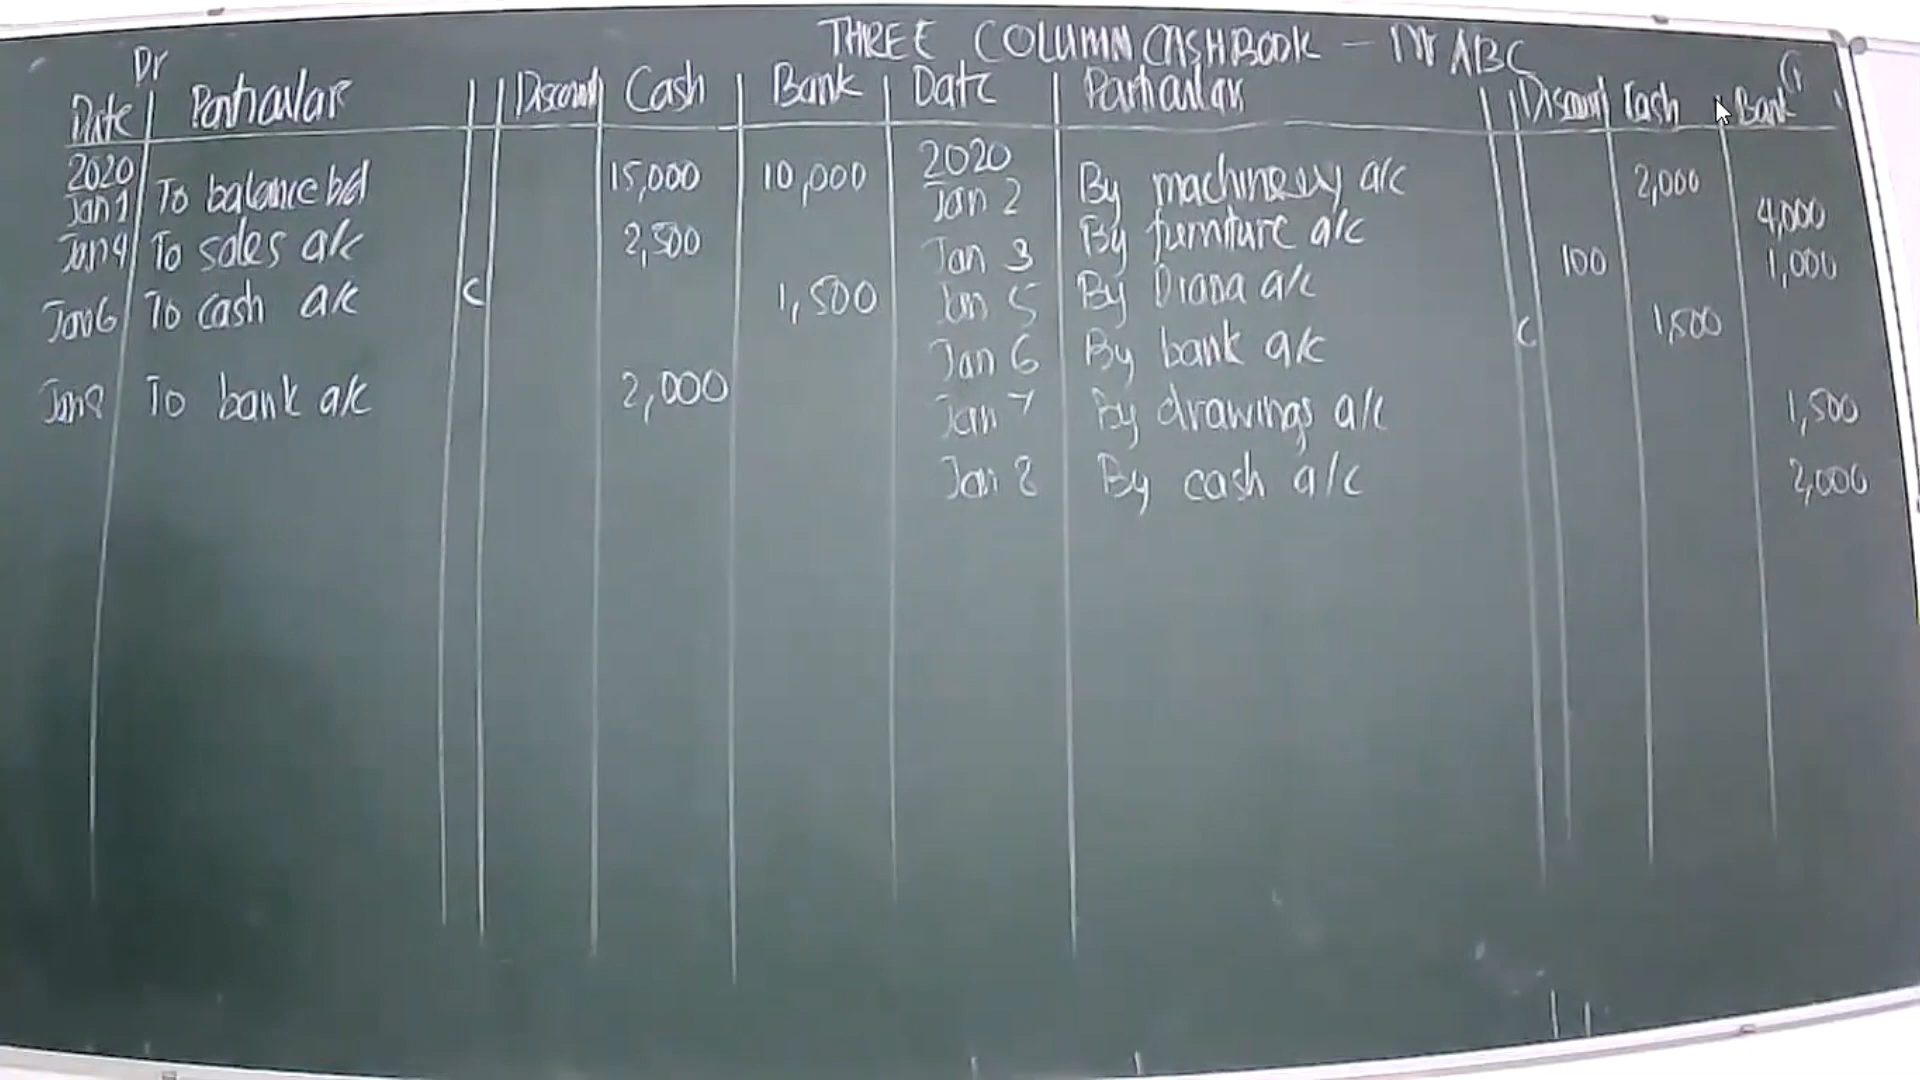 THREE COLUMN CASHBOOK - Mr ABC
Dr
Cr
Date Particular Discount Cash Bank Date Particular Discount Cash Bank
2020 2020
Jan 1 To balance b/d 15,000 10,000 Jan 2 By machinery a/c 2,000
Jan 4 To sales a/c 2,500 Jan 3 By furniture a/c 4,000
Jan 5 By Diana a/c 100 1,000
Jan 6 To cash a/c C 1,500 Jan 6 By bank a/c C 1,500
Jan 7 By drawings a/c 1,500
Jan 8 To bank a/c 2,000 Jan 8 By cash a/c 2,000